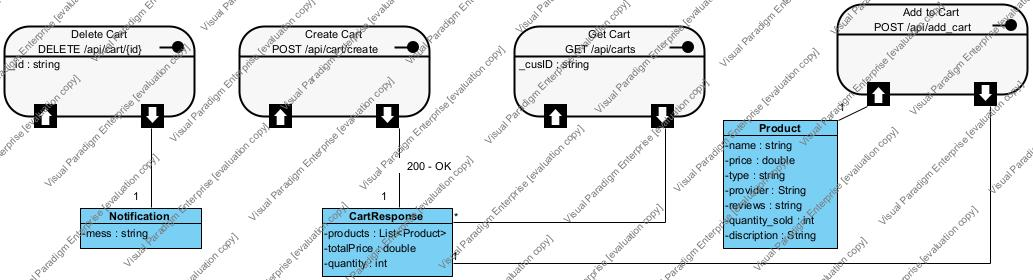 Delete Cart
DELETE /api/cart/{id}
_id : string
Create Cart
POST /api/cart/create
Get Cart
GET /api/carts
_cusID : string
Add to Cart
POST /api/add_cart
200 - OK
1
1
*
1
Notification
-mess : string
CartResponse
-products : List<Product>
-totalPrice : double
-quantity : int
Product
-name : string
-price : double
-type : string
-provider : String
-reviews : string
-quantity_sold : int
-discription : String
Visual Paradigm Enterprise [evaluation copy]